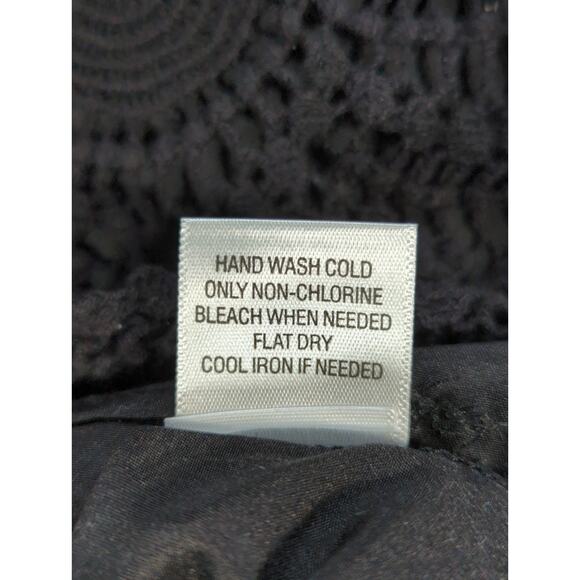 HAND WASH COLD
ONLY NON-CHLORINE
BLEACH WHEN NEEDED
FLAT DRY
COOL IRON IF NEEDED